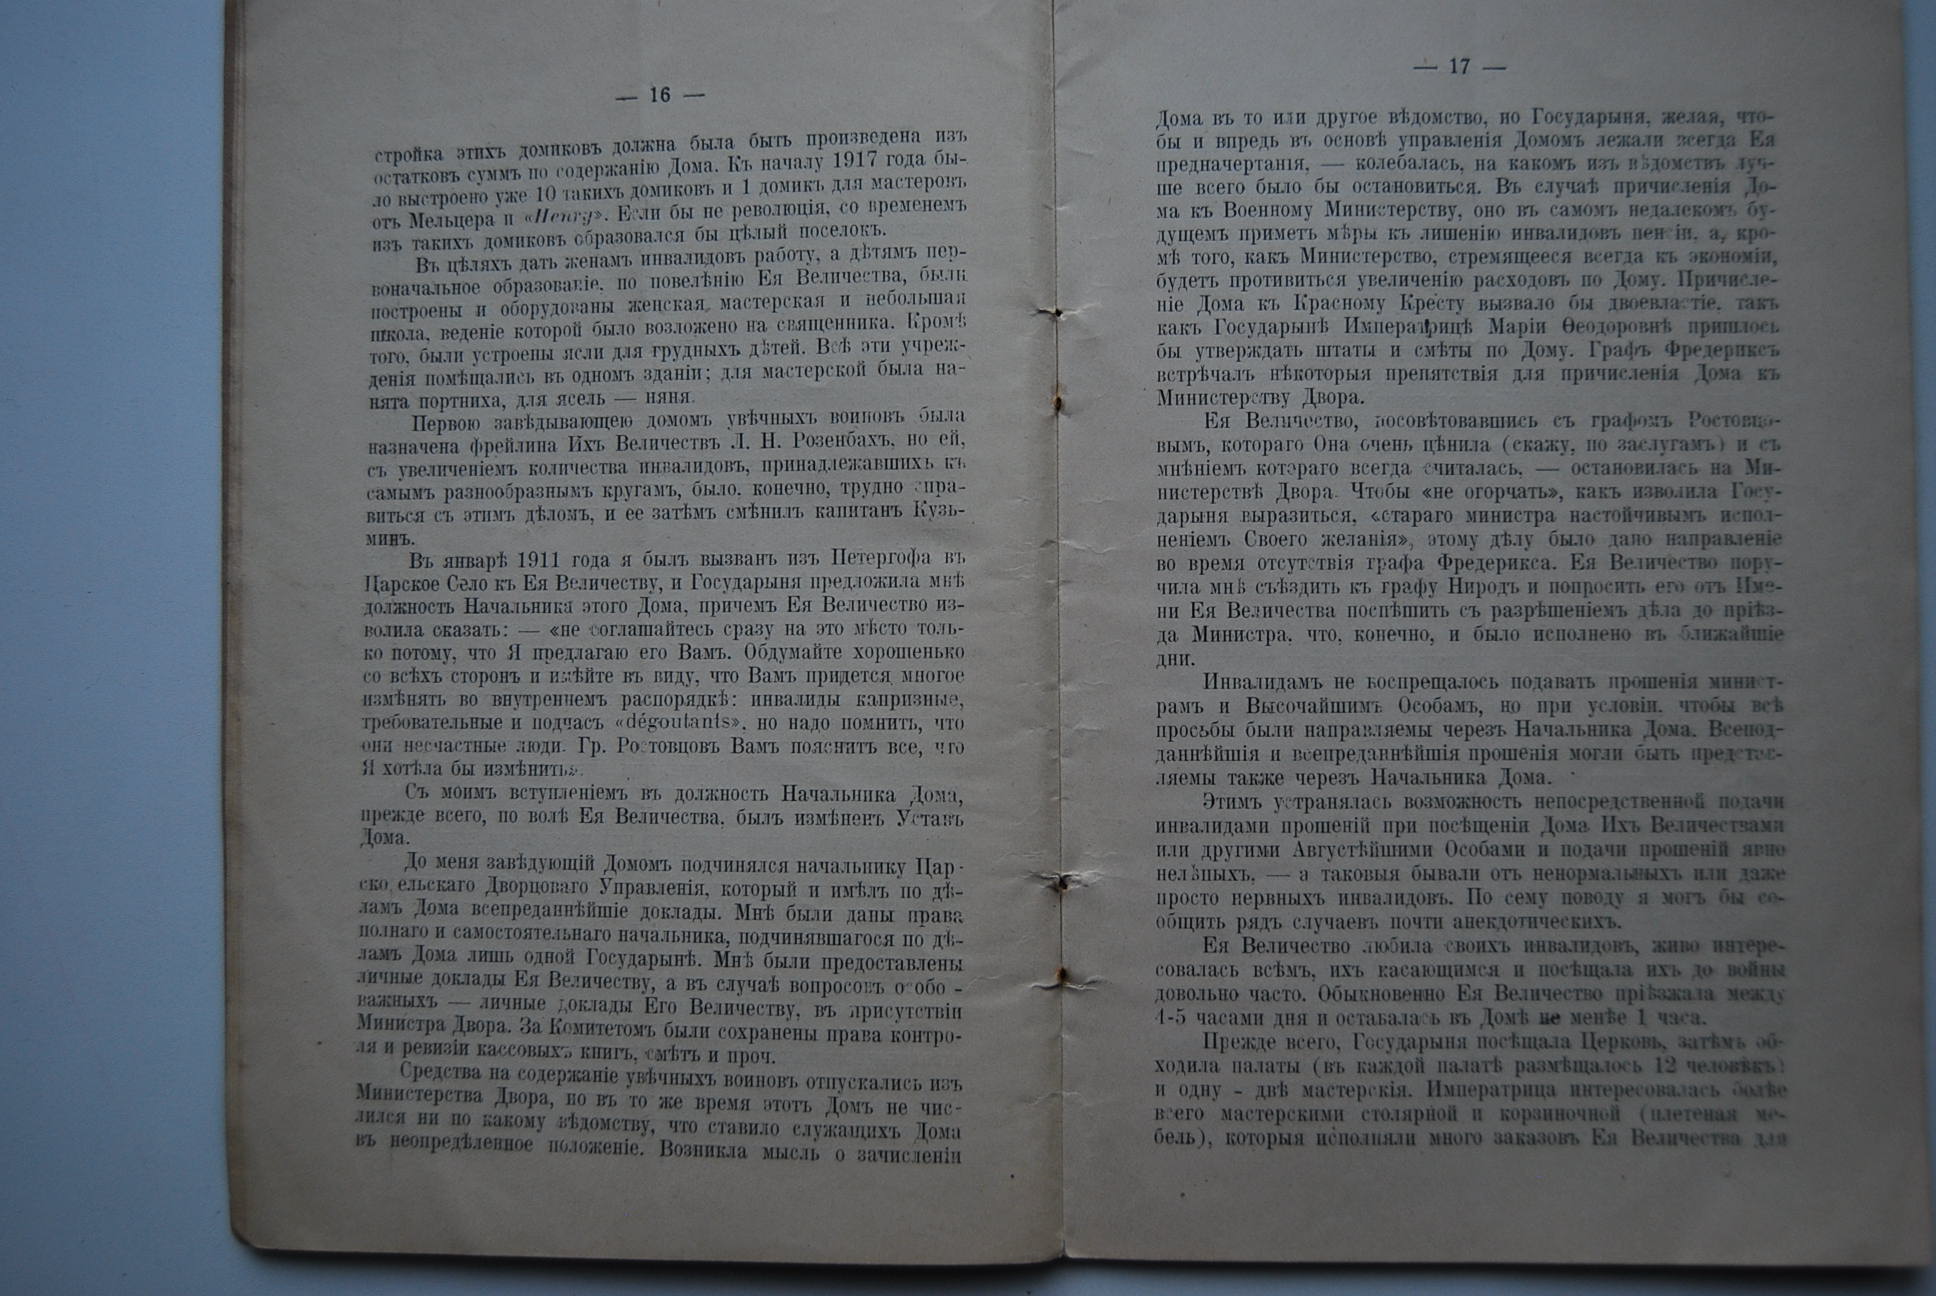 — 16 —
стройка этихъ домиковъ должна была быть произведена изъ
остатковъ суммъ по содержанію Дома. Къ началу 1917 года бы-
ло выстроено уже 10 такихъ домиковъ и 1 домикъ для мастеровъ
отъ Мельцера и «Henry». Если бы не революція, со временемъ
изъ такихъ домиковъ образовался бы цѣлый поселокъ.
Въ цѣляхъ дать женамъ инвалидовъ работу, а дѣтямъ пер-
воначальное образованіе, по повелѣнію Ея Величества, были
построены и оборудованы женская мастерская и небольшая
школа, веденіе которой было возложено на священника. Кромѣ
того, были устроены ясли для грудныхъ дѣтей. Всѣ эти учреж-
денія помѣщались въ одномъ зданіи; для мастерской была на-
нята портниха, для ясель — няня.
Первою завѣдывающею домомъ увѣчныхъ воиновъ была
назначена фрейлина Ихъ Величествъ Л. Н. Розенбахъ, но ей,
съ увеличеніемъ количества инвалидовъ, принадлежавшихъ къ
самымъ разнообразнымъ кругамъ, было, конечно, трудно спра-
виться съ этимъ дѣломъ, и ее затѣмъ смѣнилъ капитанъ Кузь-
минъ.
Въ январѣ 1911 года я былъ вызванъ изъ Петергофа въ
Царское Село къ Ея Величеству, и Государыня предложила мнѣ
должность Начальника этого Дома, причемъ Ея Величество из-
волила сказать: — «не соглашайтесь сразу на это мѣсто толь-
ко потому, что Я предлагаю его Вамъ. Обдумайте хорошенько
со всѣхъ сторонъ и имѣйте въ виду, что Вамъ придется многое
измѣнять во внутреннемъ распорядкѣ: инвалиды капризные,
требовательные и подчасъ «dégoutants», но надо помнить, что
они несчастные люди. Гр. Ростовцовъ Вамъ пояснитъ все, что
Я хотѣла бы измѣнить».
Съ моимъ вступленіемъ въ должность Начальника Дома,
прежде всего, по волѣ Ея Величества, былъ измѣненъ Уставъ
Дома.
До меня завѣдующій Домомъ подчинялся начальнику Цар-
скосельскаго Дворцоваго Управленія, который и имѣлъ по дѣ-
ламъ Дома всепреданнѣйшіе доклады. Мнѣ были даны права
полнаго и самостоятельнаго начальника, подчинявшагося по дѣ-
ламъ Дома лишь одной Государынѣ. Мнѣ были предоставлены
личные доклады Ея Величеству, а въ случаѣ вопросовъ особо -
важныхъ — личные доклады Его Величеству, въ присутствіи
Министра Двора. За Комитетомъ были сохранены права контро-
ля и ревизіи кассовыхъ книгъ, смѣтъ и проч.
Средства на содержаніе увѣчныхъ воиновъ отпускались изъ
Министерства Двора, но въ то же время этотъ Домъ не чис-
лился ни по какому вѣдомству, что ставило служащихъ Дома
въ неопредѣленное положеніе. Возникла мысль о зачисленіи
— 17 —
Дома въ то или другое вѣдомство, но Государыня, желая, что-
бы и впредь въ основѣ управленія Домомъ лежали всегда Ея
предначертанія, — колебалась, на какомъ изъ вѣдомствъ луч-
ше всего было бы остановиться. Въ случаѣ причисленія До-
ма къ Военному Министерству, оно въ самомъ недалекомъ бу-
дущемъ приметъ мѣры къ лишенію инвалидовъ пенсіи, а, кро-
мѣ того, какъ Министерство, стремящееся всегда къ экономіи,
будетъ противиться увеличенію расходовъ по Дому. Причисле-
ніе Дома къ Красному Кресту вызвало бы двоевластіе, такъ
какъ Государынѣ Императрицѣ Маріи Ѳеодоровнѣ пришлось
бы утверждать штаты и смѣты по Дому. Графъ Фредериксъ
встрѣчалъ нѣкоторыя препятствія для причисленія Дома къ
Министерству Двора.
Ея Величество, посовѣтовавшись съ графомъ Ростовцо-
вымъ, котораго Она очень цѣнила (скажу, по заслугамъ) и съ
мнѣніемъ котораго всегда считалась, — остановилась на Ми-
нистерствѣ Двора. Чтобы «не огорчать», какъ изволила Госу-
дарыня выразиться, «стараго министра настойчивымъ испол-
неніемъ Своего желанія», этому дѣлу было дано направленіе
во время отсутствія графа Фредерикса. Ея Величество пору-
чила мнѣ съѣздить къ графу Ниродъ и попросить его отъ Име-
ни Ея Величества поспѣшить съ разрѣшеніемъ дѣла до пріѣз-
да Министра, что, конечно, и было исполнено въ ближайшіе
дни.
Инвалидамъ не воспрещалось подавать прошенія минист-
рамъ и Высочайшимъ Особамъ, но при условіи, чтобы всѣ
просьбы были направляемы черезъ Начальника Дома. Всепод-
даннѣйшія и всепреданнѣйшія прошенія могли быть представ-
ляемы также черезъ Начальника Дома.
Этимъ устранялась возможность непосредственной подачи
инвалидами прошеній при посѣщеніи Дома Ихъ Величествами
или другими Августѣйшими Особами и подачи прошеній явно
нелѣпыхъ, — а таковыя бывали отъ ненормальныхъ или даже
просто нервныхъ инвалидовъ. По сему поводу я могъ бы со-
общить рядъ случаевъ почти анекдотическихъ.
Ея Величество любила своихъ инвалидовъ, живо интере-
совалась всѣмъ, ихъ касающимся и посѣщала ихъ до войны
довольно часто. Обыкновенно Ея Величество пріѣзжала между
4-5 часами дня и оставалась въ Домѣ не менѣе 1 часа.
Прежде всего, Государыня посѣщала Церковь, затѣмъ об-
ходила палаты (въ каждой палатѣ размѣщалось 12 человѣкъ)
и одну - двѣ мастерскія. Императрица интересовалась болѣе
всего мастерскими столярной и корзиночной (плетеная ме-
бель), которыя исполняли много заказовъ Ея Величества для